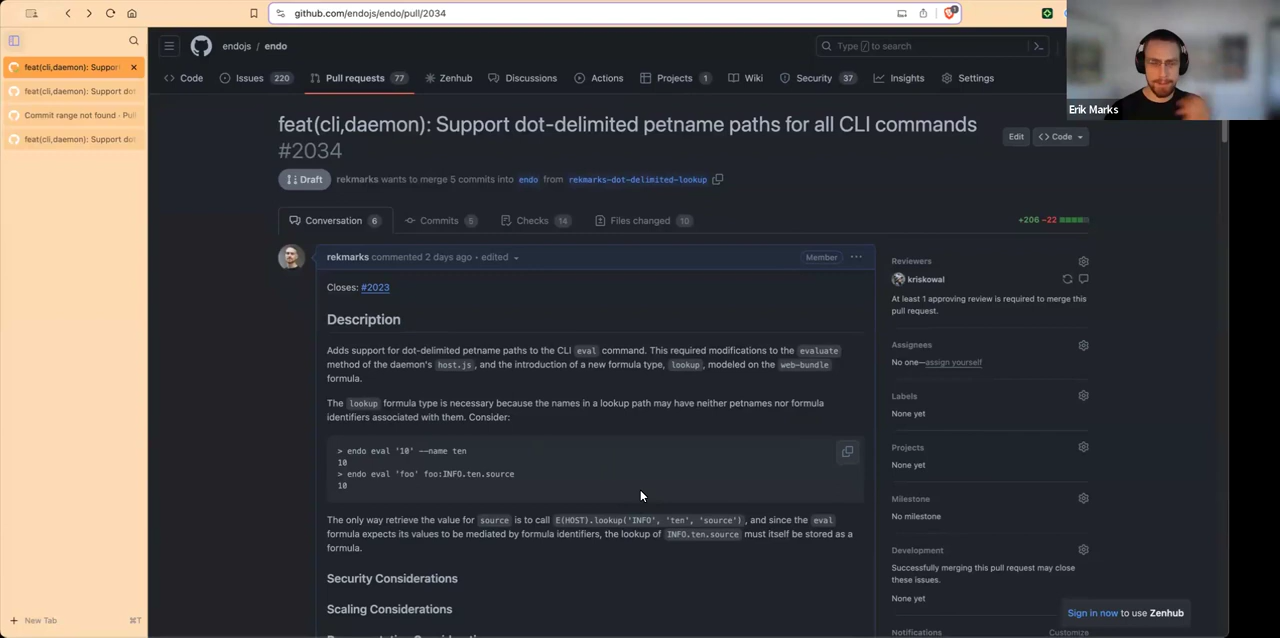 github.com/endojs/endo/pull/2034
feat(cli,daemon): Support
feat(cli,daemon): Support dot
Commit range not found · Pull
feat(cli,daemon): Support dot
New Tab
⌘T
endojs / endo
Type / to search
Code
Issues 220
Pull requests 77
Zenhub
Discussions
Actions
Projects 1
Wiki
Security 37
Insights
Settings
Erik Marks
feat(cli,daemon): Support dot-delimited petname paths for all CLI commands
#2034
Edit
<> Code
Draft
rekmarks wants to merge 5 commits into endo from rekmarks-dot-delimited-lookup
Conversation 6
Commits 5
Checks 14
Files changed 10
+206 −22
rekmarks commented 2 days ago • edited
Member
Closes: #2023
Description
Adds support for dot-delimited petname paths to the CLI eval command. This required modifications to the evaluate
method of the daemon's host.js, and the introduction of a new formula type, lookup, modeled on the web-bundle
formula.
The lookup formula type is necessary because the names in a lookup path may have neither petnames nor formula
identifiers associated with them. Consider:
> endo eval '10' --name ten
10
> endo eval 'foo' foo:INFO.ten.source
10
The only way retrieve the value for source is to call E(HOST).lookup('INFO', 'ten', 'source'), and since the eval
formula expects its values to be mediated by formula identifiers, the lookup of INFO.ten.source must itself be stored as a
formula.
Security Considerations
Scaling Considerations
Reviewers
kriskowal
At least 1 approving review is required to merge this
pull request.
Assignees
No one—assign yourself
Labels
None yet
Projects
None yet
Milestone
No milestone
Development
Successfully merging this pull request may close
these issues.
None yet
Sign in now to use Zenhub
Notifications
Customize